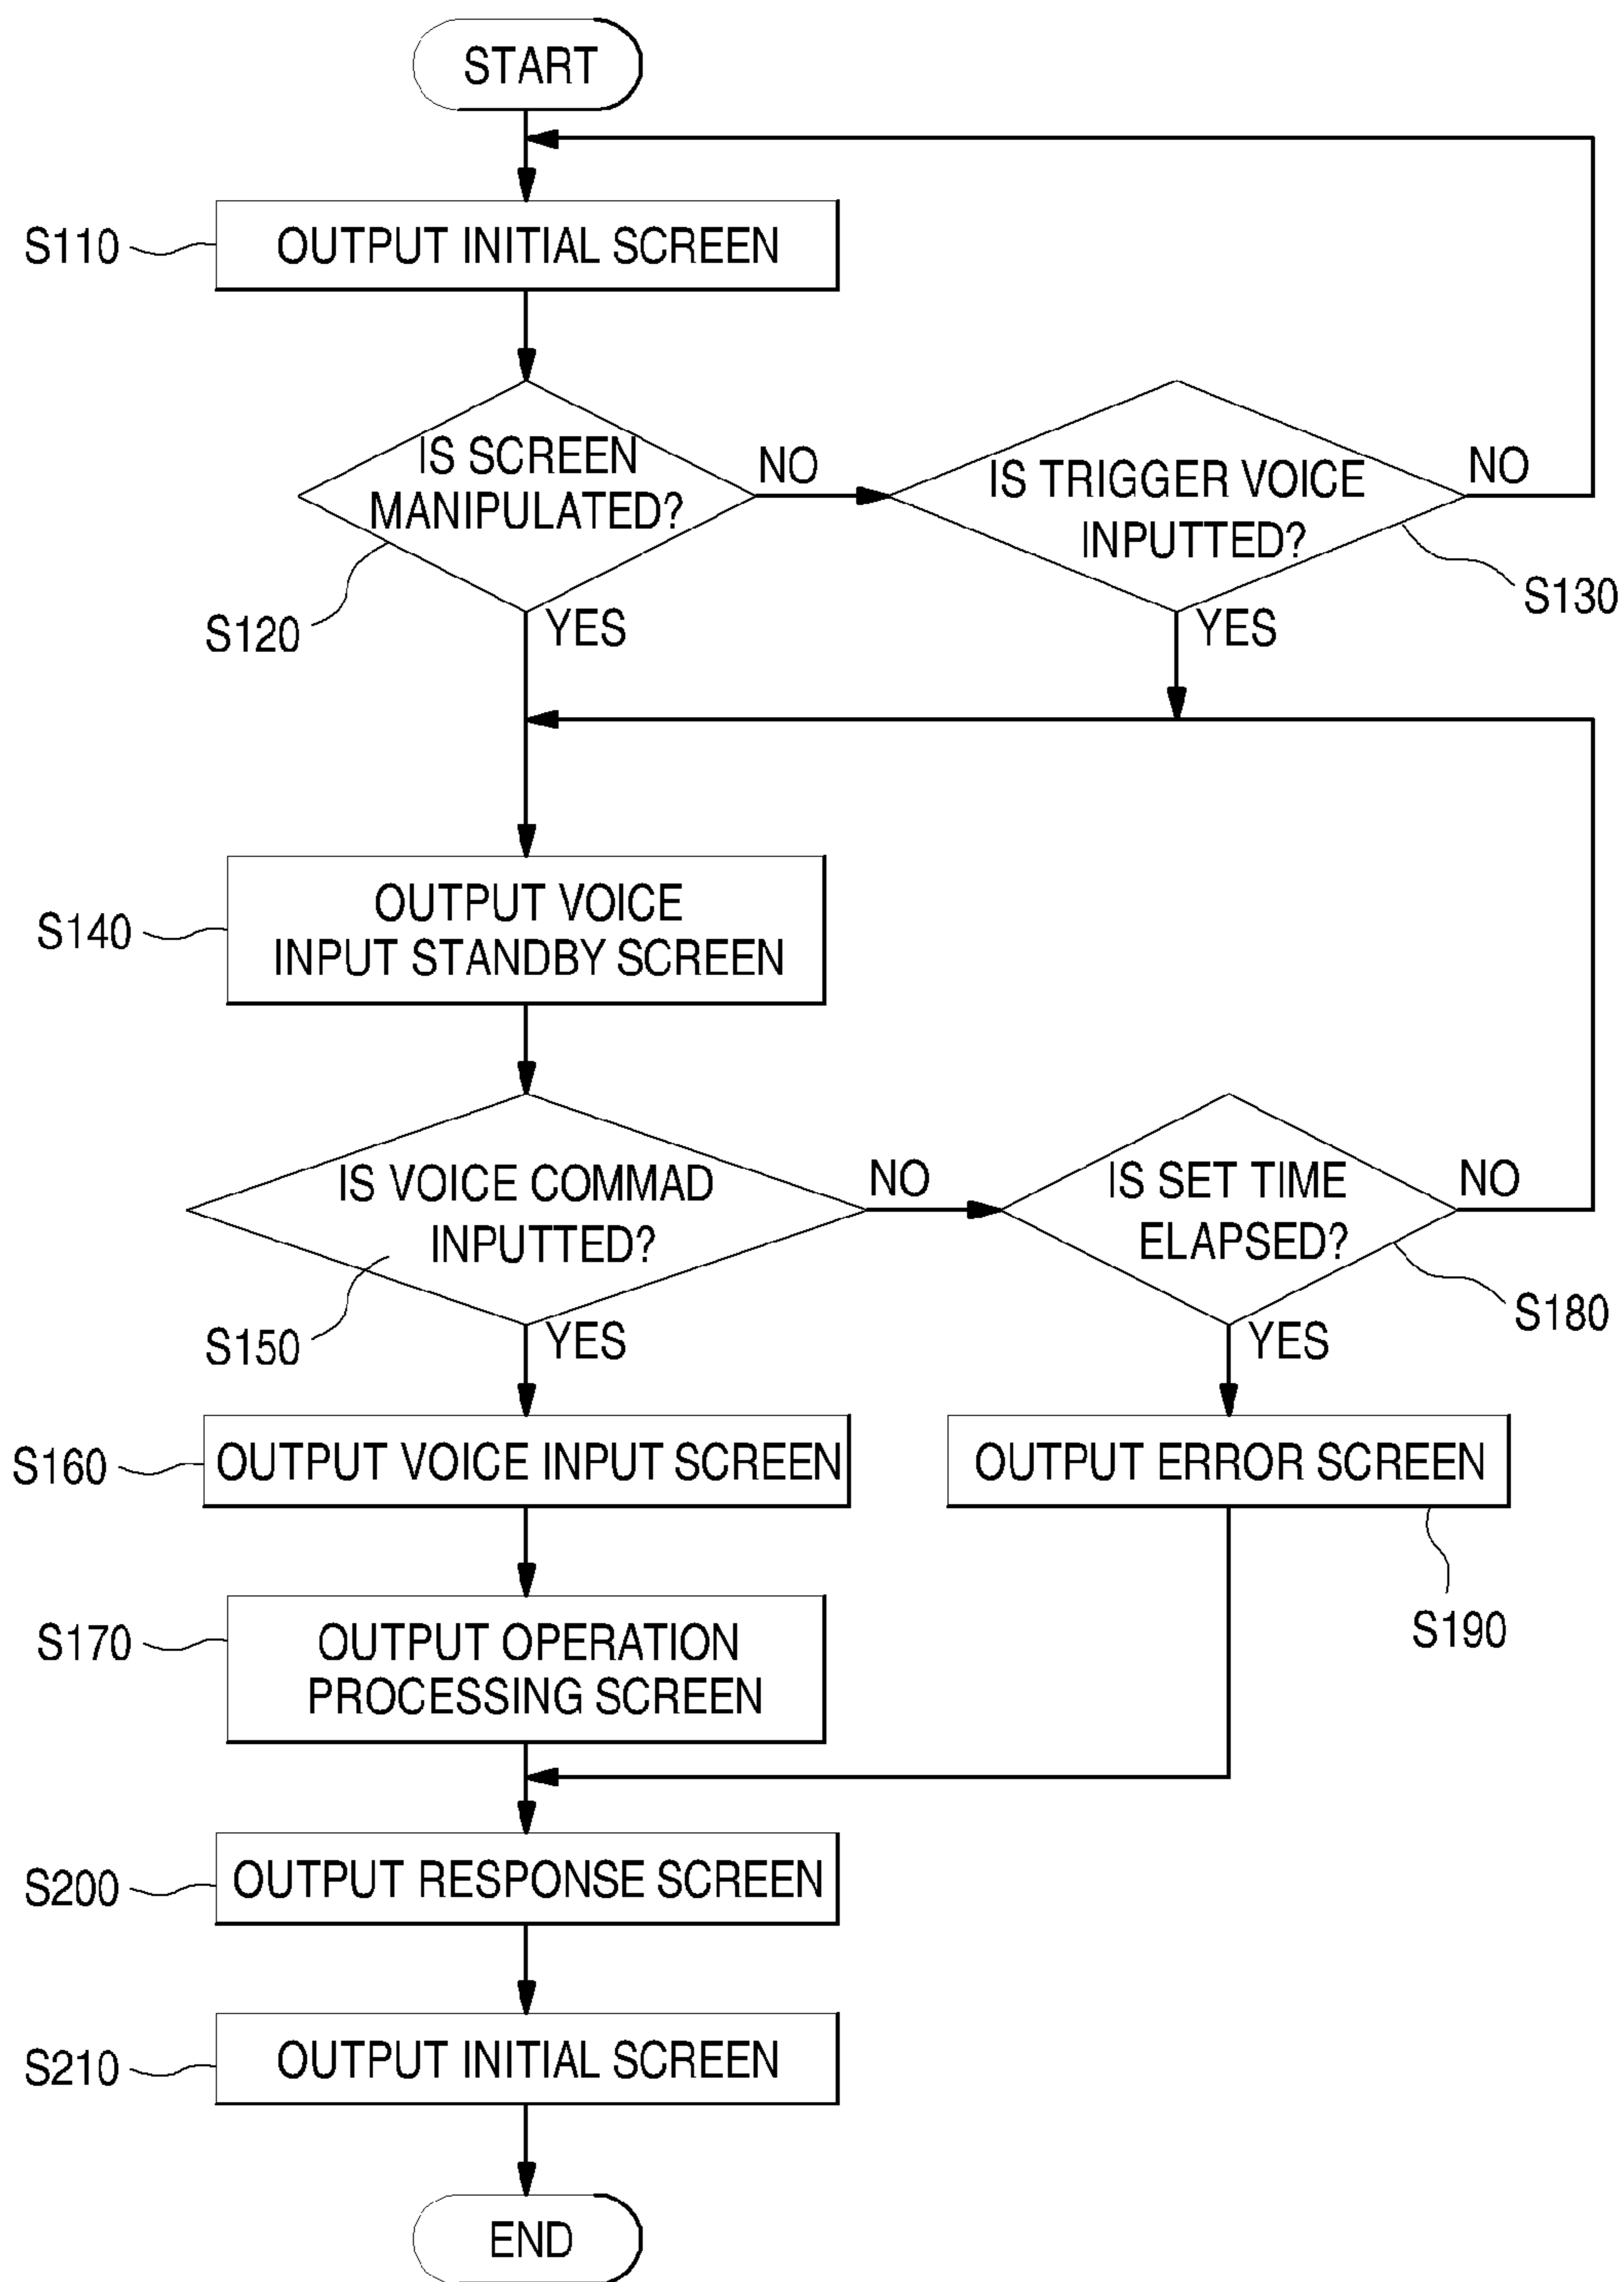 START
S110
OUTPUT INITIAL SCREEN
IS SCREEN
MANIPULATED?
NO
IS TRIGGER VOICE
INPUTTED?
NO
S120
YES
YES
S130
S140
OUTPUT VOICE
INPUT STANDBY SCREEN
IS VOICE COMMAD
INPUTTED?
NO
IS SET TIME
ELAPSED?
NO
S150
YES
YES
S180
S160
OUTPUT VOICE INPUT SCREEN
OUTPUT ERROR SCREEN
S170
OUTPUT OPERATION
PROCESSING SCREEN
S190
S200
OUTPUT RESPONSE SCREEN
S210
OUTPUT INITIAL SCREEN
END